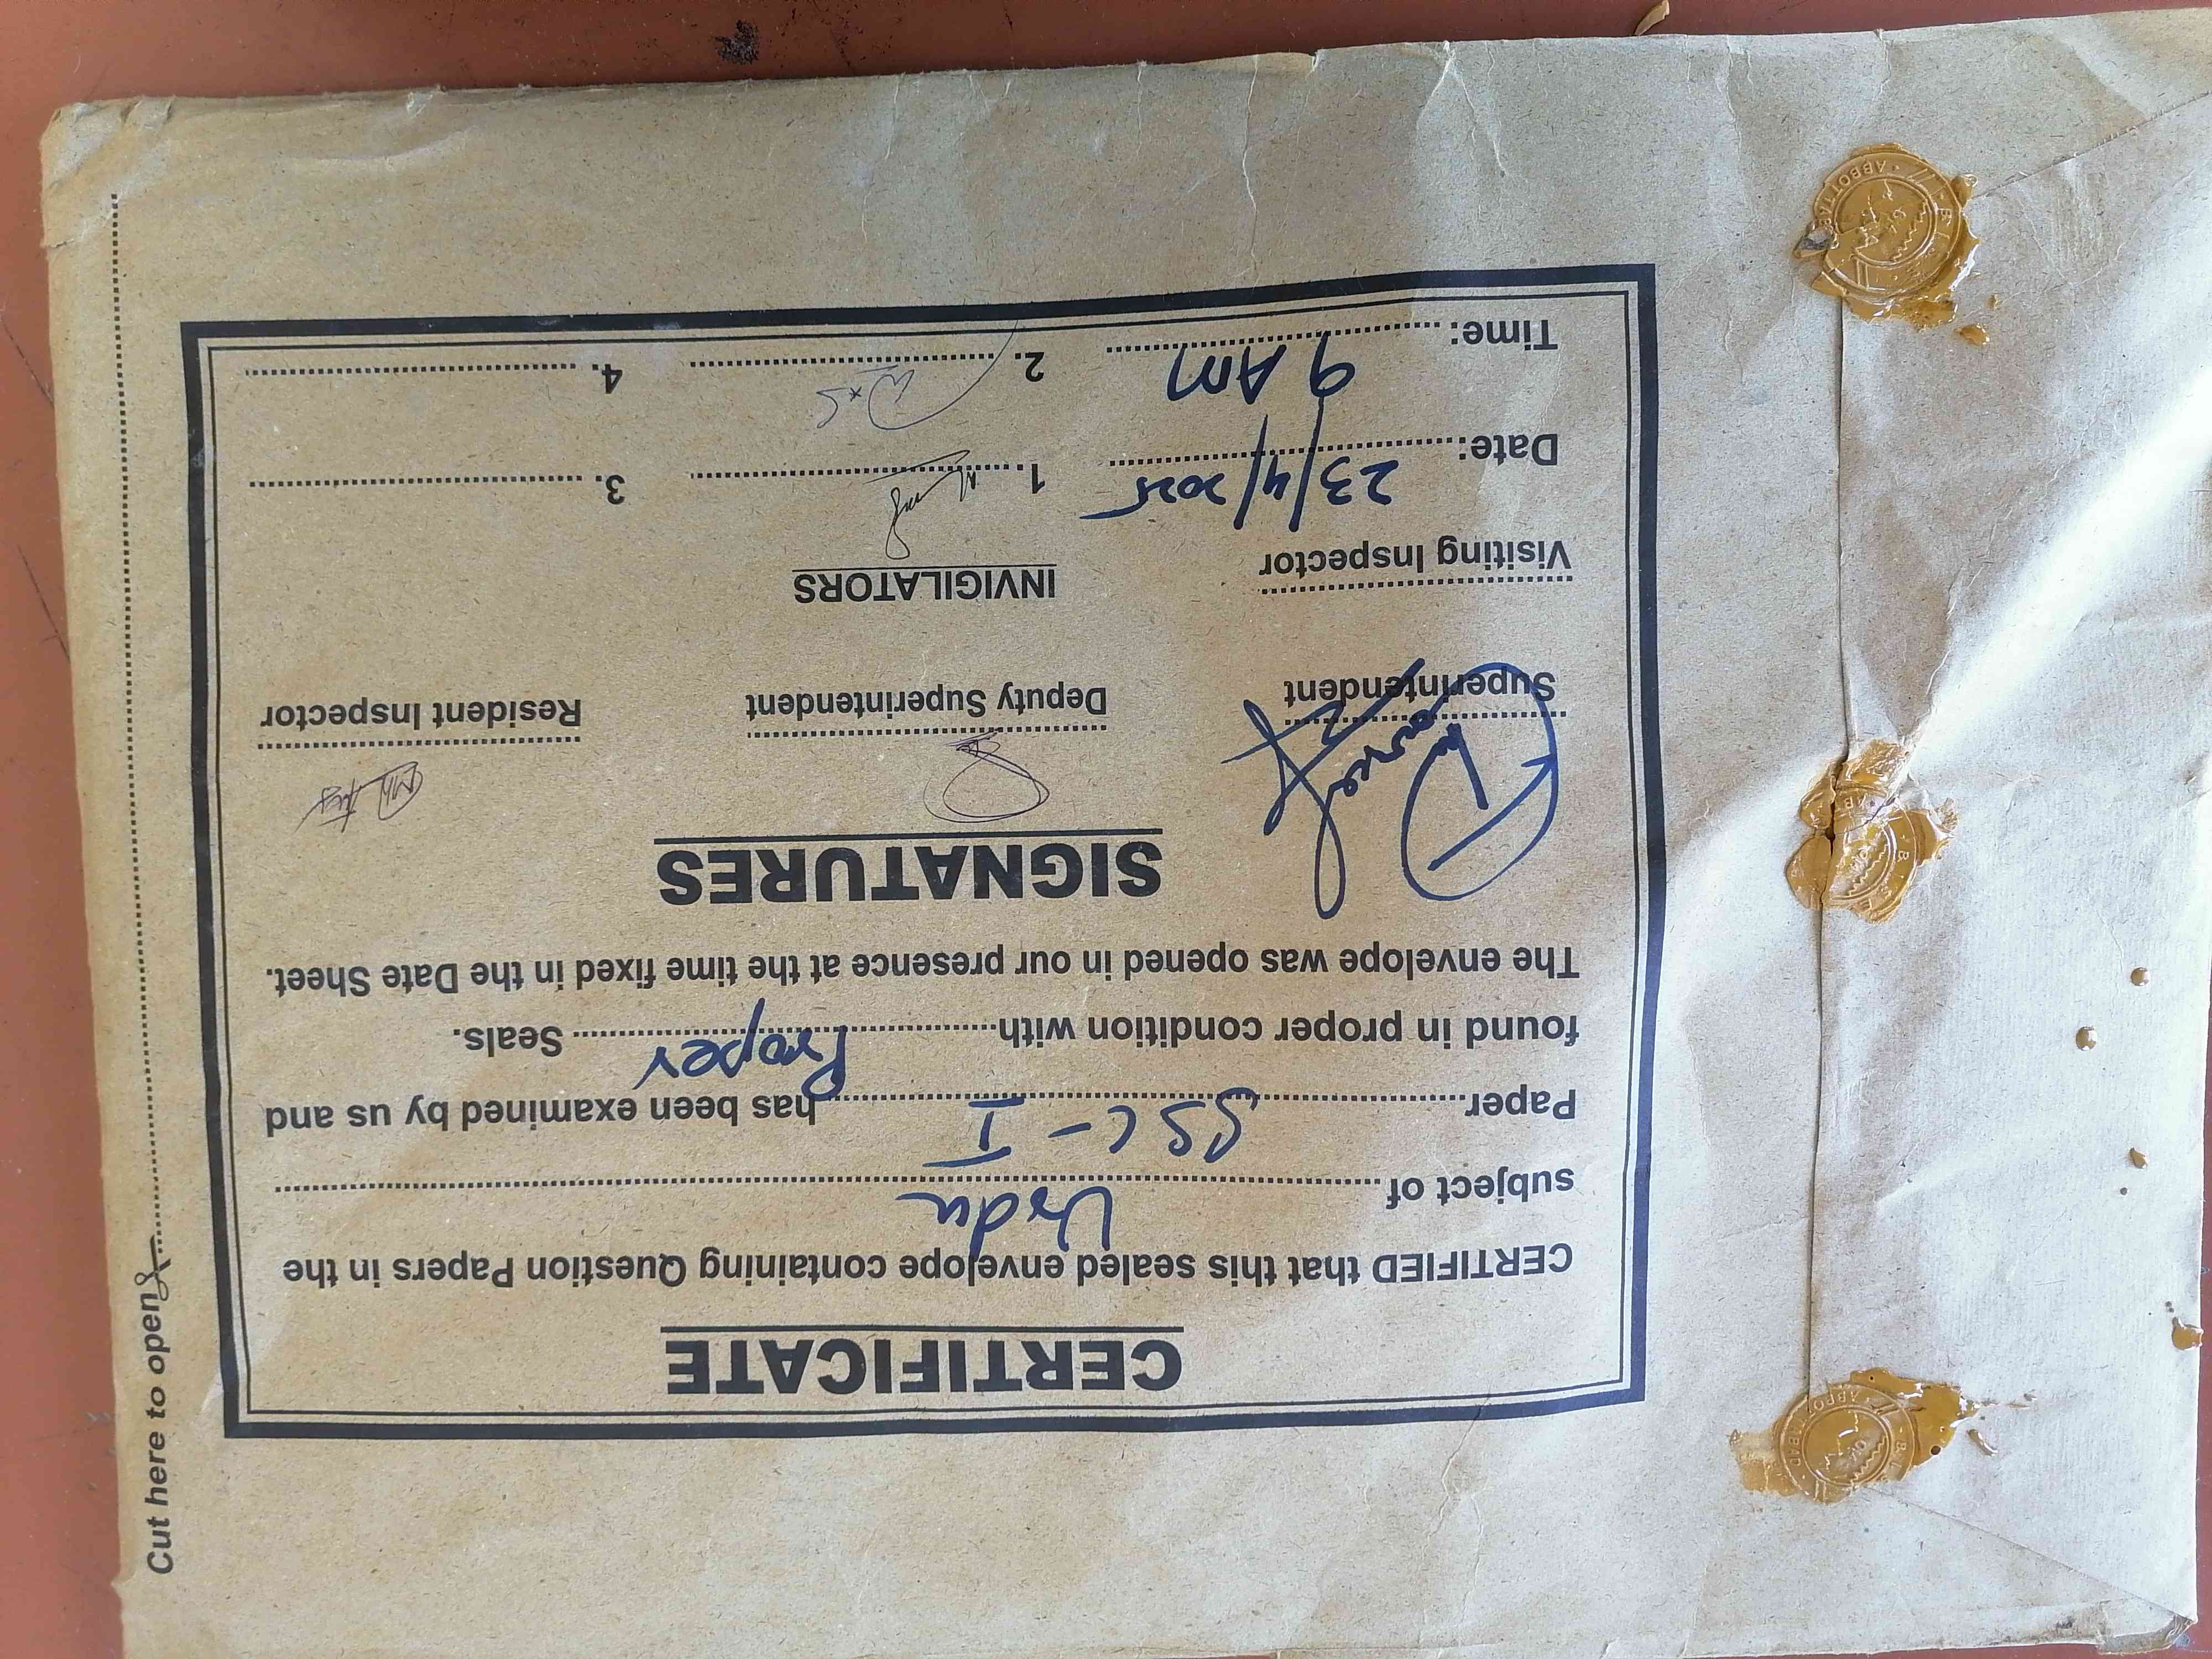 CERTIFICATE
CERTIFIED that this sealed envelope containing Question Papers in the
subject of Urdu
Paper SSC-I has been examined by us and
found in proper condition with Proper Seals.
The envelope was opened in our presence at the time fixed in the Date Sheet.
SIGNATURES
Superintendent Deputy Superintendent Resident Inspector
Visiting Inspector INVIGILATORS
Date: 23/4/2025 1. 3.
Time: 9 AM 2. 4.
Cut here to open
ABBOTTABAD